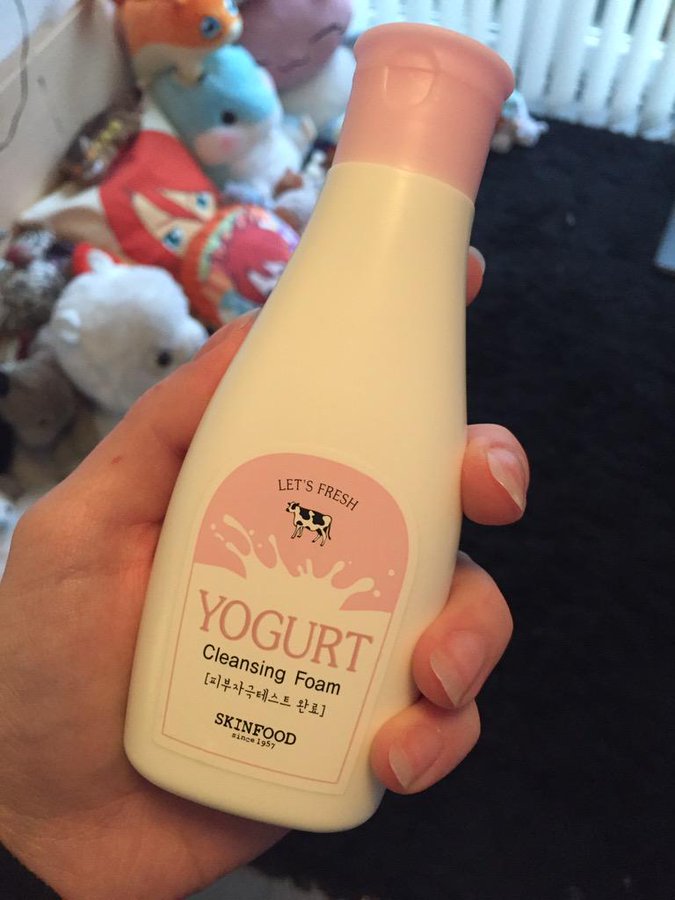 LET'S FRESH
YOGURT
Cleansing Foam
[피부자극테스트 완료]
SKINFOOD
since 1957